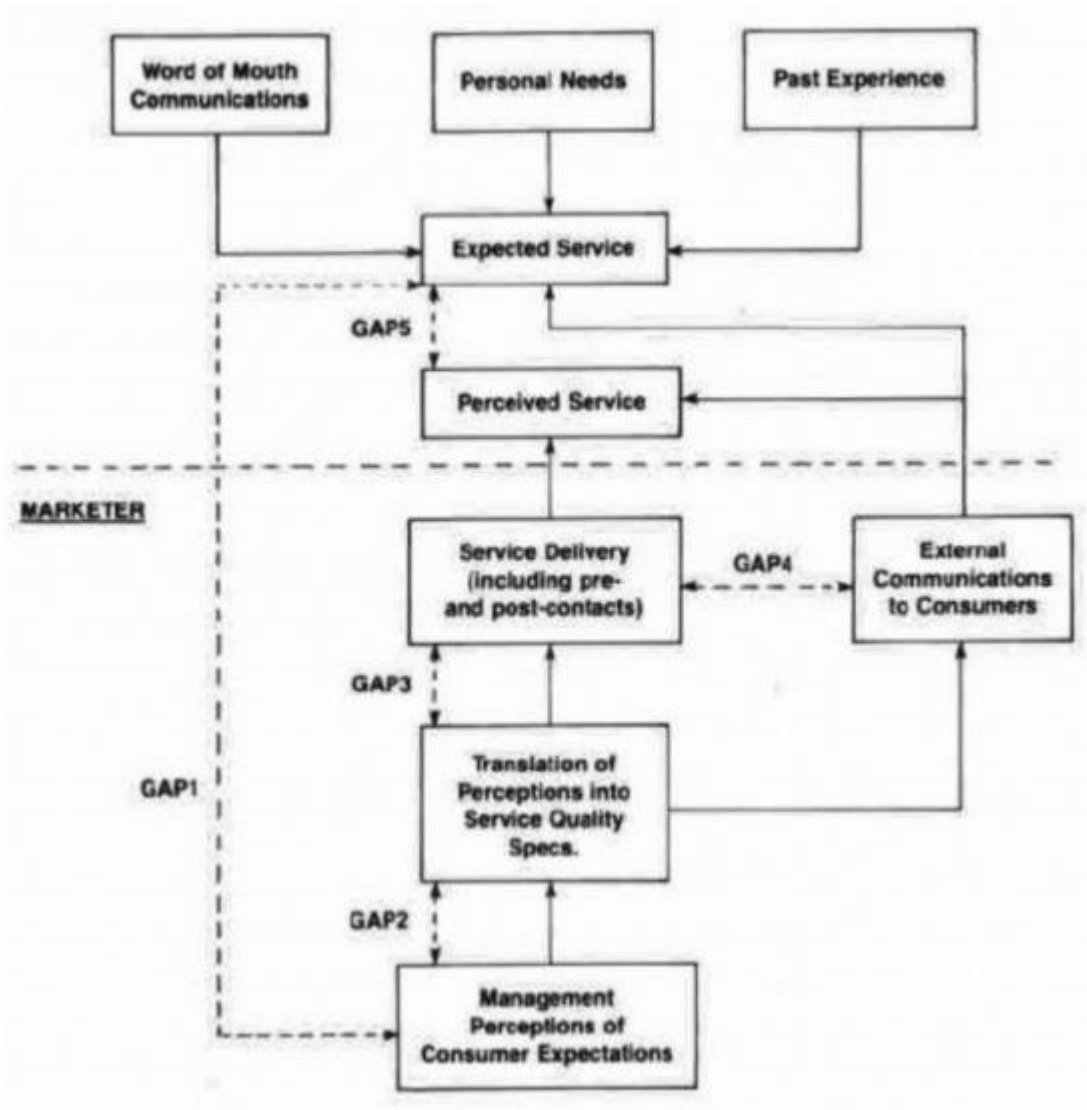 Word of Mouth
Communications
Personal Needs
Past Experience
Expected Service
GAP5
Perceived Service
MARKETER
Service Delivery
(including pre-
and post-contacts)
GAP4
External
Communications
to Consumers
GAP3
Translation of
Perceptions into
Service Quality
Specs.
GAP1
GAP2
Management
Perceptions of
Consumer Expectations